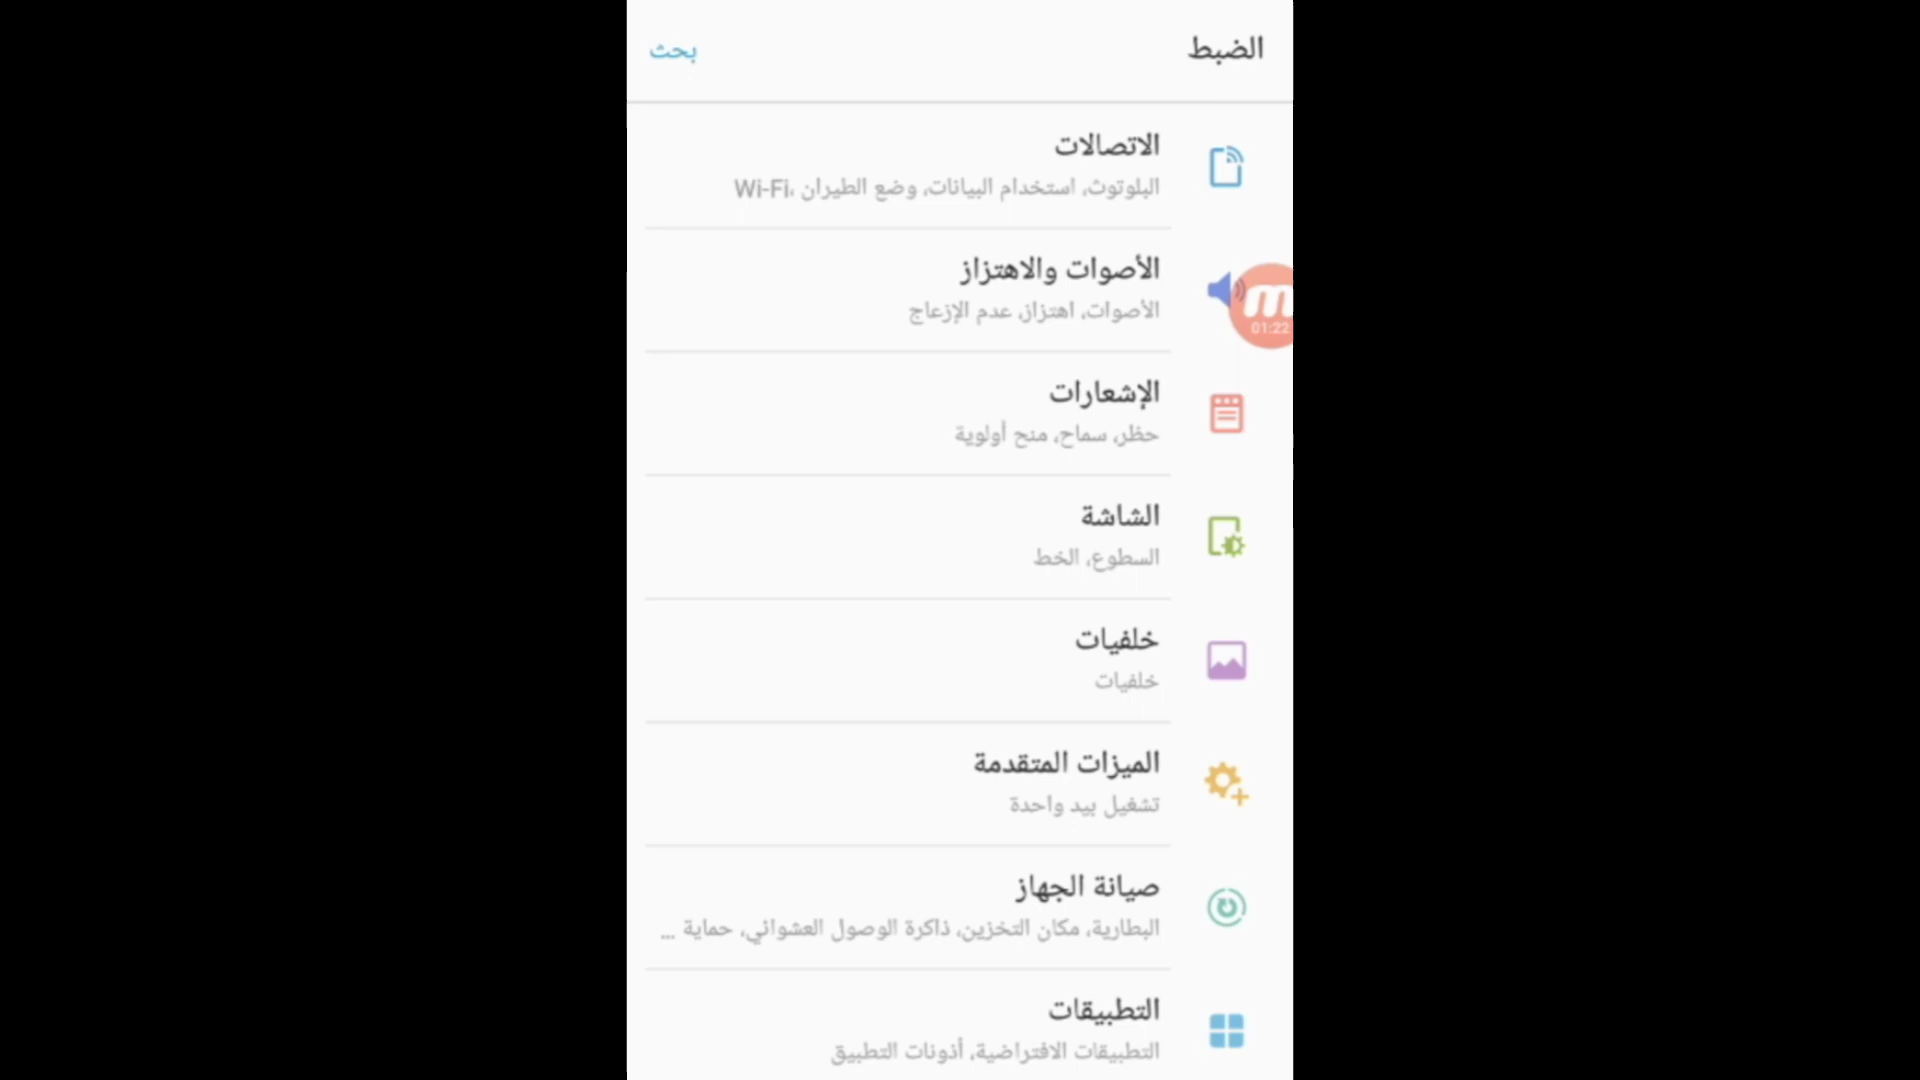 الضبط
بحث
الاتصالات
البلوتوث، استخدام البيانات، وضع الطيران، Wi-Fi
الأصوات والاهتزاز
الأصوات، اهتزاز، عدم الإزعاج
m
01:22
الإشعارات
حظر، سماح، منح أولوية
الشاشة
السطوع، الخط
خلفيات
خلفيات
الميزات المتقدمة
تشغيل بيد واحدة
صيانة الجهاز
البطارية، مكان التخزين، ذاكرة الوصول العشوائي، حماية ...
التطبيقات
التطبيقات الافتراضية، أذونات التطبيق